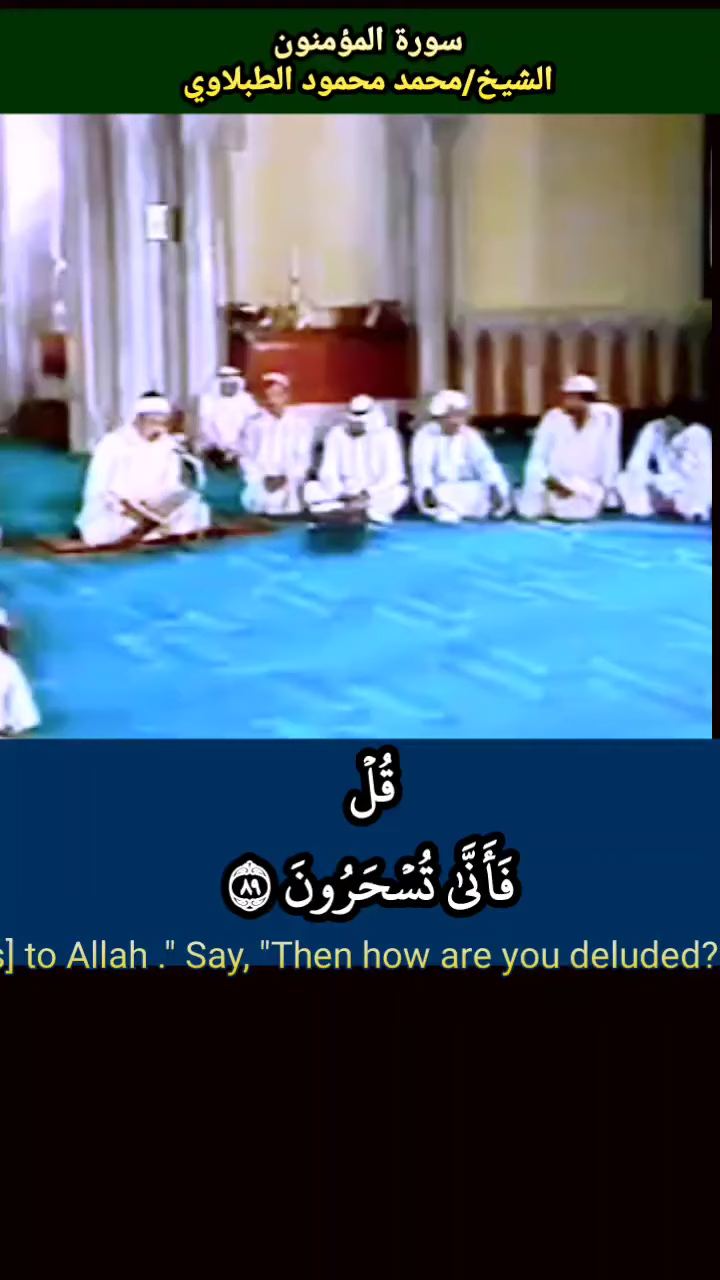 سورة المؤمنون
الشيخ/محمد محمود الطبلاوي
قُلْ
فَأَنَّىٰ تُسْحَرُونَ ٨٩
s] to Allah ." Say, "Then how are you deluded?